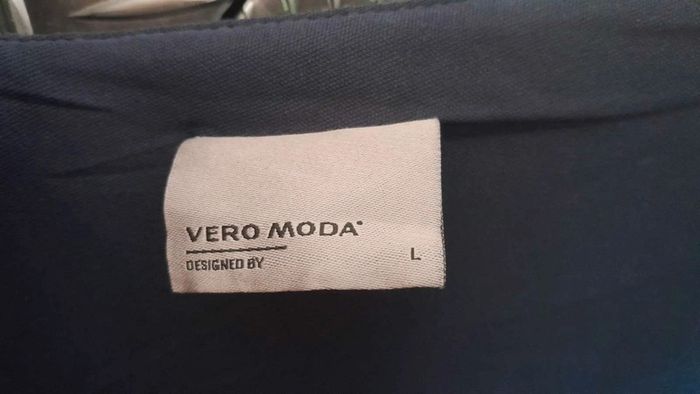 VERO MODA
DESIGNED BY
L